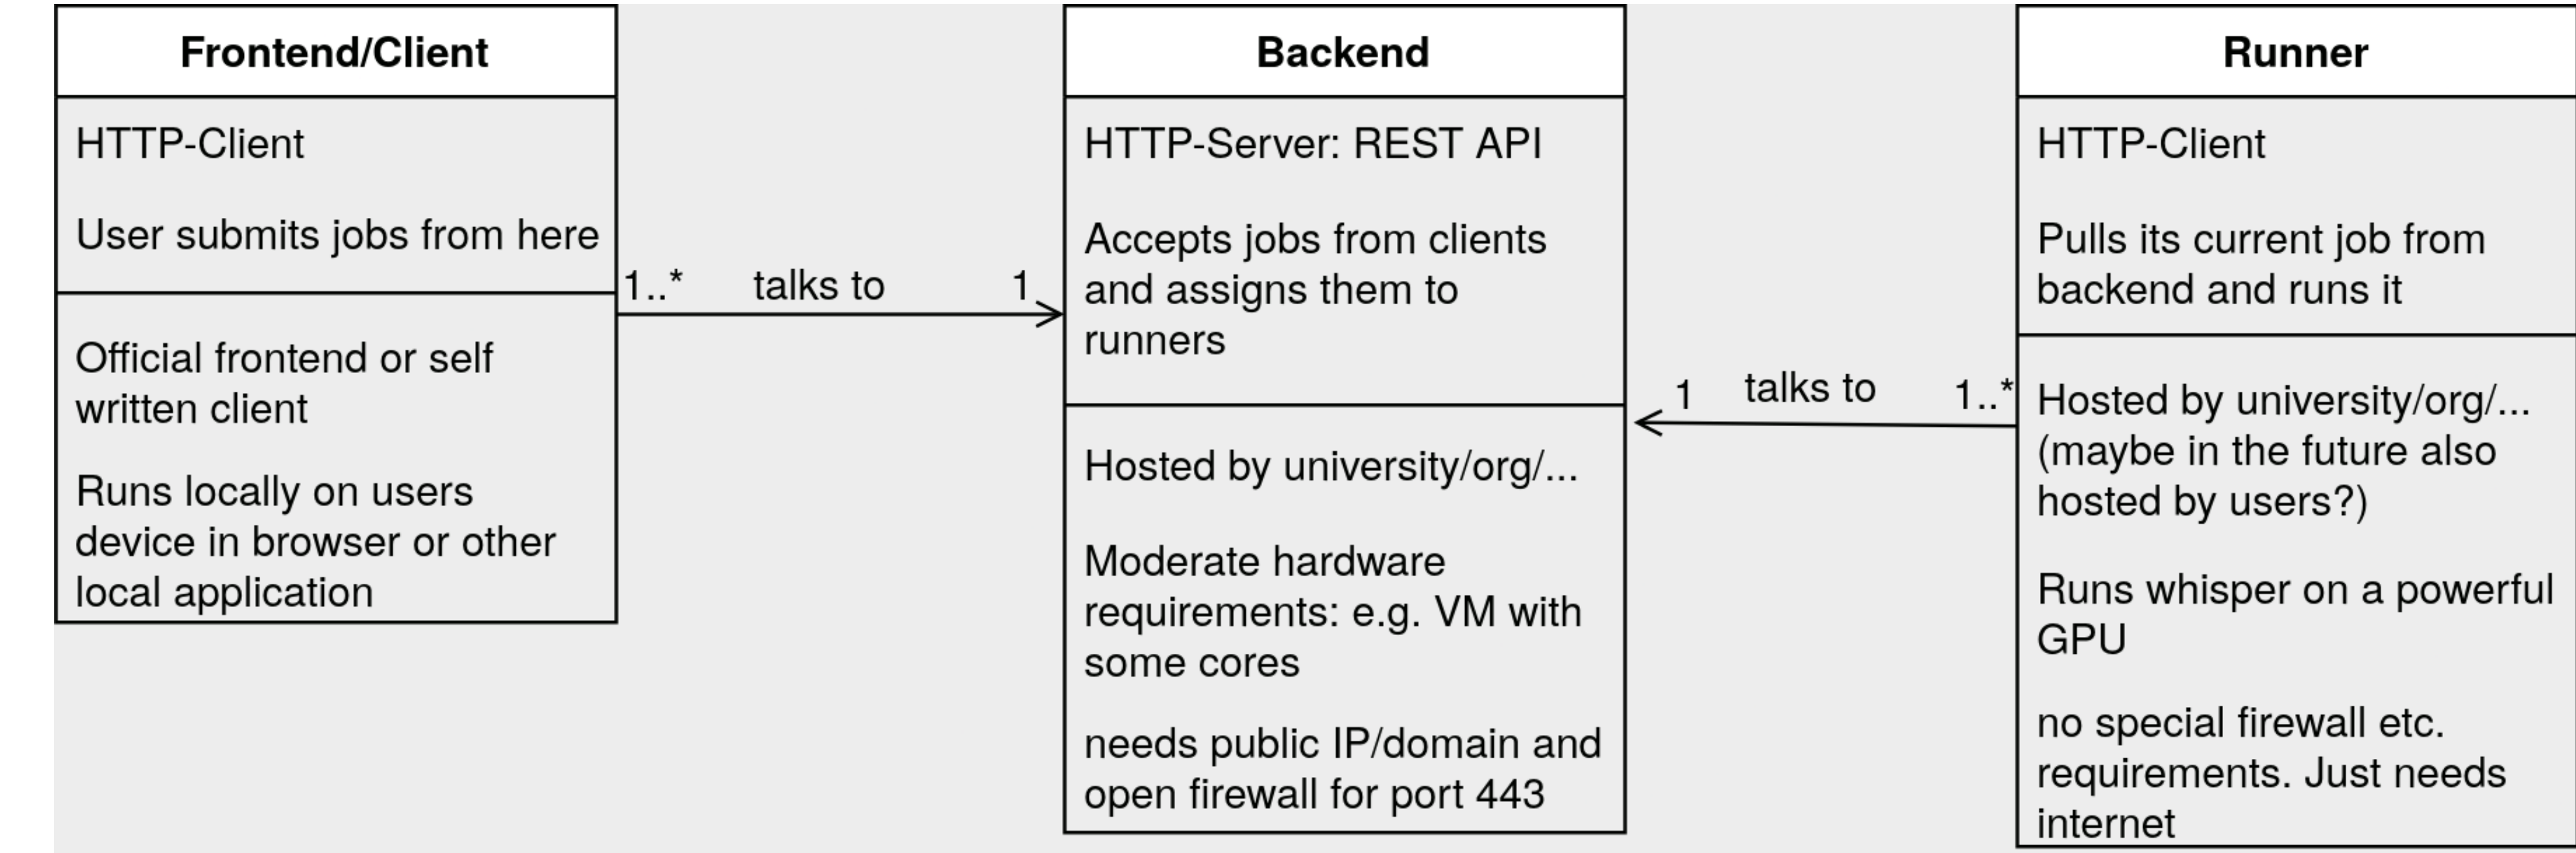 Frontend/Client
HTTP-Client
User submits jobs from here
Official frontend or self
written client
Runs locally on users
device in browser or other
local application
1..* talks to 1
Backend
HTTP-Server: REST API
Accepts jobs from clients
and assigns them to
runners
Hosted by university/org/...
Moderate hardware
requirements: e.g. VM with
some cores
needs public IP/domain and
open firewall for port 443
1 talks to 1..*
Runner
HTTP-Client
Pulls its current job from
backend and runs it
Hosted by university/org/...
(maybe in the future also
hosted by users?)
Runs whisper on a powerful
GPU
no special firewall etc.
requirements. Just needs
internet